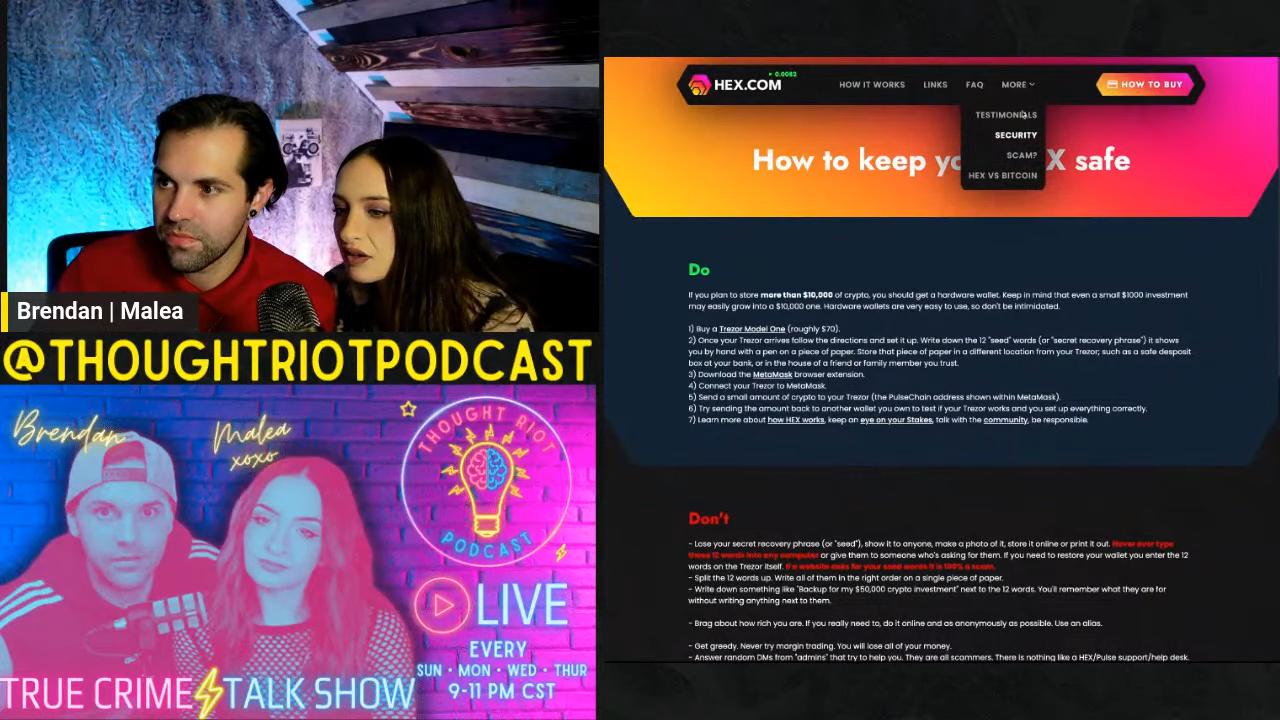 Brendan | Malea
@THOUGHTRIOTPODCAST
Brendan
Malea
xoxo
THOUGHT RIOT
PODCAST
LIVE
EVERY
SUN • MON • WED • THUR
9-11 PM CST
TRUE CRIME TALK SHOW
0.0082
HEX.COM
HOW IT WORKS
LINKS
FAQ
MORE
HOW TO BUY
TESTIMONIALS
SECURITY
SCAM?
HEX VS BITCOIN
How to keep yo X safe
Do
If you plan to store more than $10,000 of crypto, you should get a hardware wallet. Keep in mind that even a small $1000 investment
may easily grow into a $10,000 one. Hardware wallets are very easy to use, so don't be intimidated.
1) Buy a Trezor Model One (roughly $70).
2) Once your Trezor arrives follow the directions and set it up. Write down the 12 "seed" words (or "secret recovery phrase") it shows
you by hand with a pen on a piece of paper. Store that piece of paper in a different location from your Trezor; such as a safe desposit
box at your bank, or in the house of a friend or family member you trust.
3) Download the MetaMask browser extension.
4) Connect your Trezor to MetaMask.
5) Send a small amount of crypto to your Trezor (the PulseChain address shown within MetaMask).
6) Try sending the amount back to another wallet you own to test if your Trezor works and you set up everything correctly.
7) Learn more about how HEX works, keep an eye on your Stakes, talk with the community, be responsible.
Don't
- Lose your secret recovery phrase (or "seed"), show it to anyone, make a photo of it, store it online or print it out. Never ever type
those 12 words into any computer or give them to someone who's asking for them. If you need to restore your wallet you enter the 12
words on the Trezor itself. If a website asks for your seed words it is 100% a scam.
- Split the 12 words up. Write all of them in the right order on a single piece of paper.
- Write down something like "Backup for my $50,000 crypto investment" next to the 12 words. You'll remember what they are for
without writing anything next to them.
- Brag about how rich you are. If you really need to, do it online and as anonymously as possible. Use an alias.
- Get greedy. Never try margin trading. You will lose all of your money.
- Answer random DMs from "admins" that try to help you. They are all scammers. There is nothing like a HEX/Pulse support/help desk.